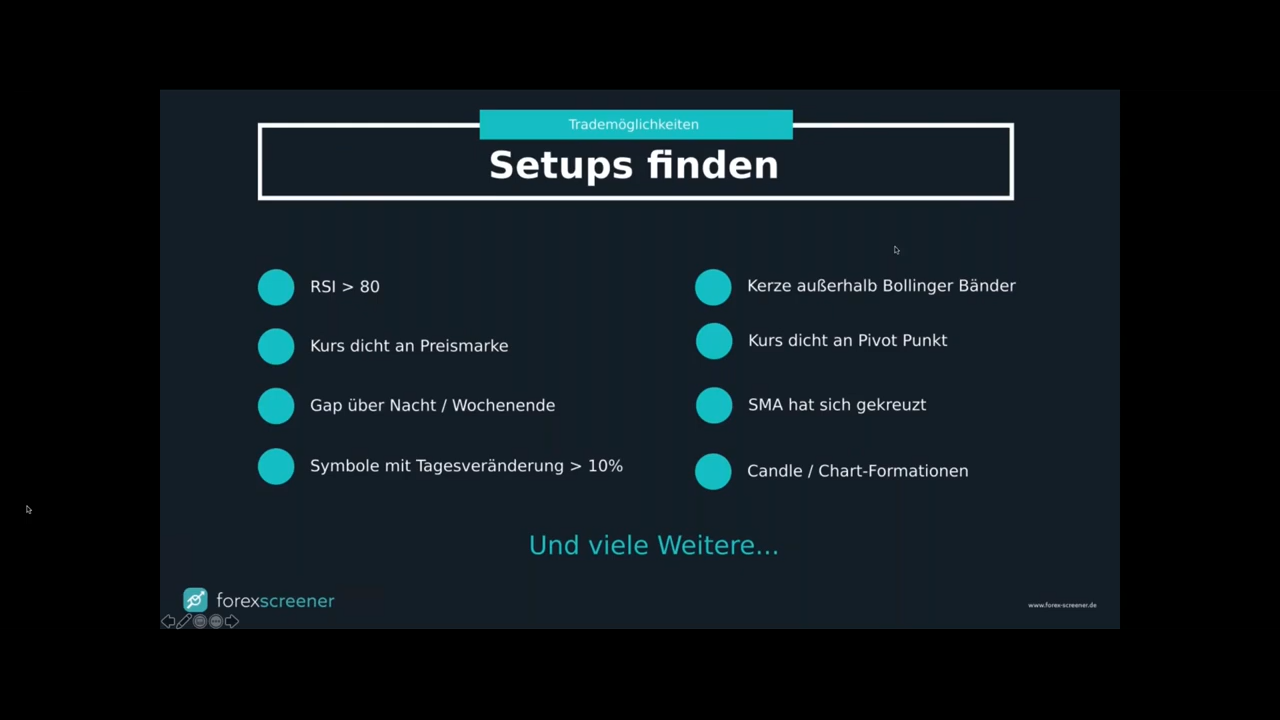 Trademöglichkeiten
Setups finden
RSI > 80
Kurs dicht an Preismarke
Gap über Nacht / Wochenende
Symbole mit Tagesveränderung > 10%
Kerze außerhalb Bollinger Bänder
Kurs dicht an Pivot Punkt
SMA hat sich gekreuzt
Candle / Chart-Formationen
Und viele Weitere...
forexscreener
www.forex-screener.de